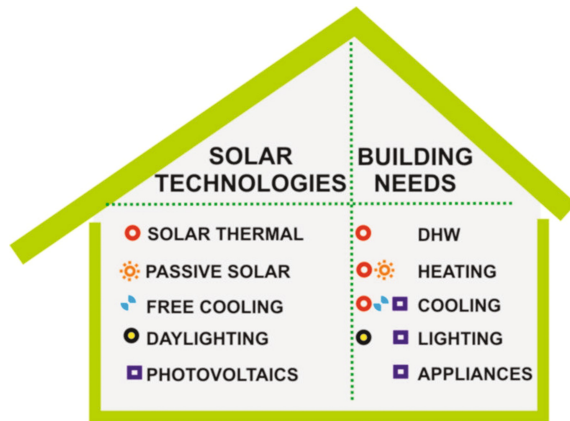 SOLAR TECHNOLOGIES
BUILDING NEEDS
SOLAR THERMAL
DHW
PASSIVE SOLAR
HEATING
FREE COOLING
COOLING
DAYLIGHTING
LIGHTING
PHOTOVOLTAICS
APPLIANCES